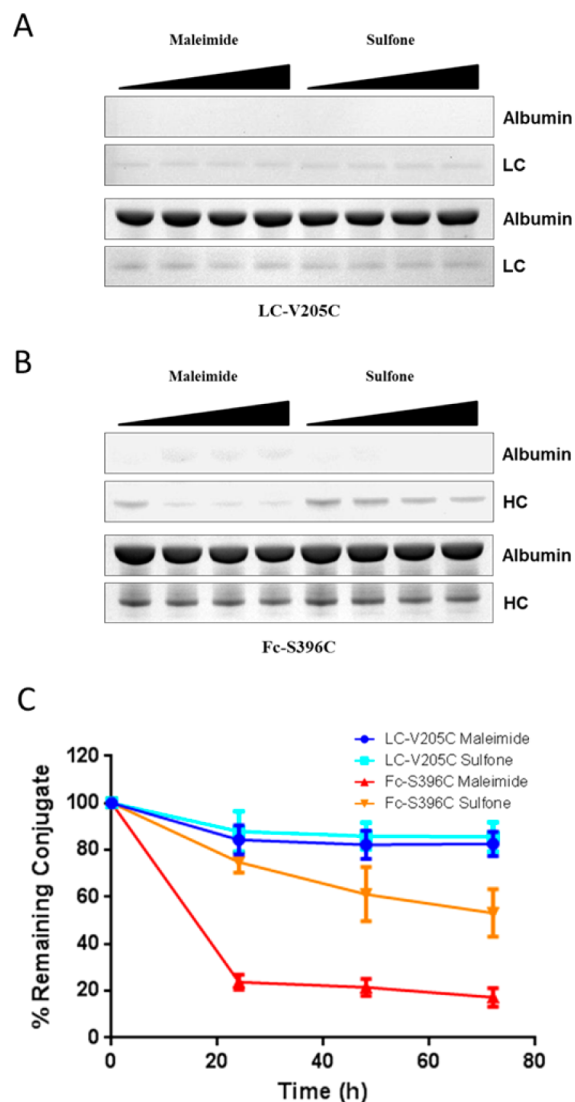 A
Maleimide Sulfone
Albumin
LC
Albumin
LC
LC-V205C
B
Maleimide Sulfone
Albumin
HC
Albumin
HC
Fc-S396C
C
% Remaining Conjugate
120
100
80
60
40
20
0
LC-V205C Maleimide
LC-V205C Sulfone
Fc-S396C Maleimide
Fc-S396C Sulfone
0 20 40 60 80
Time (h)